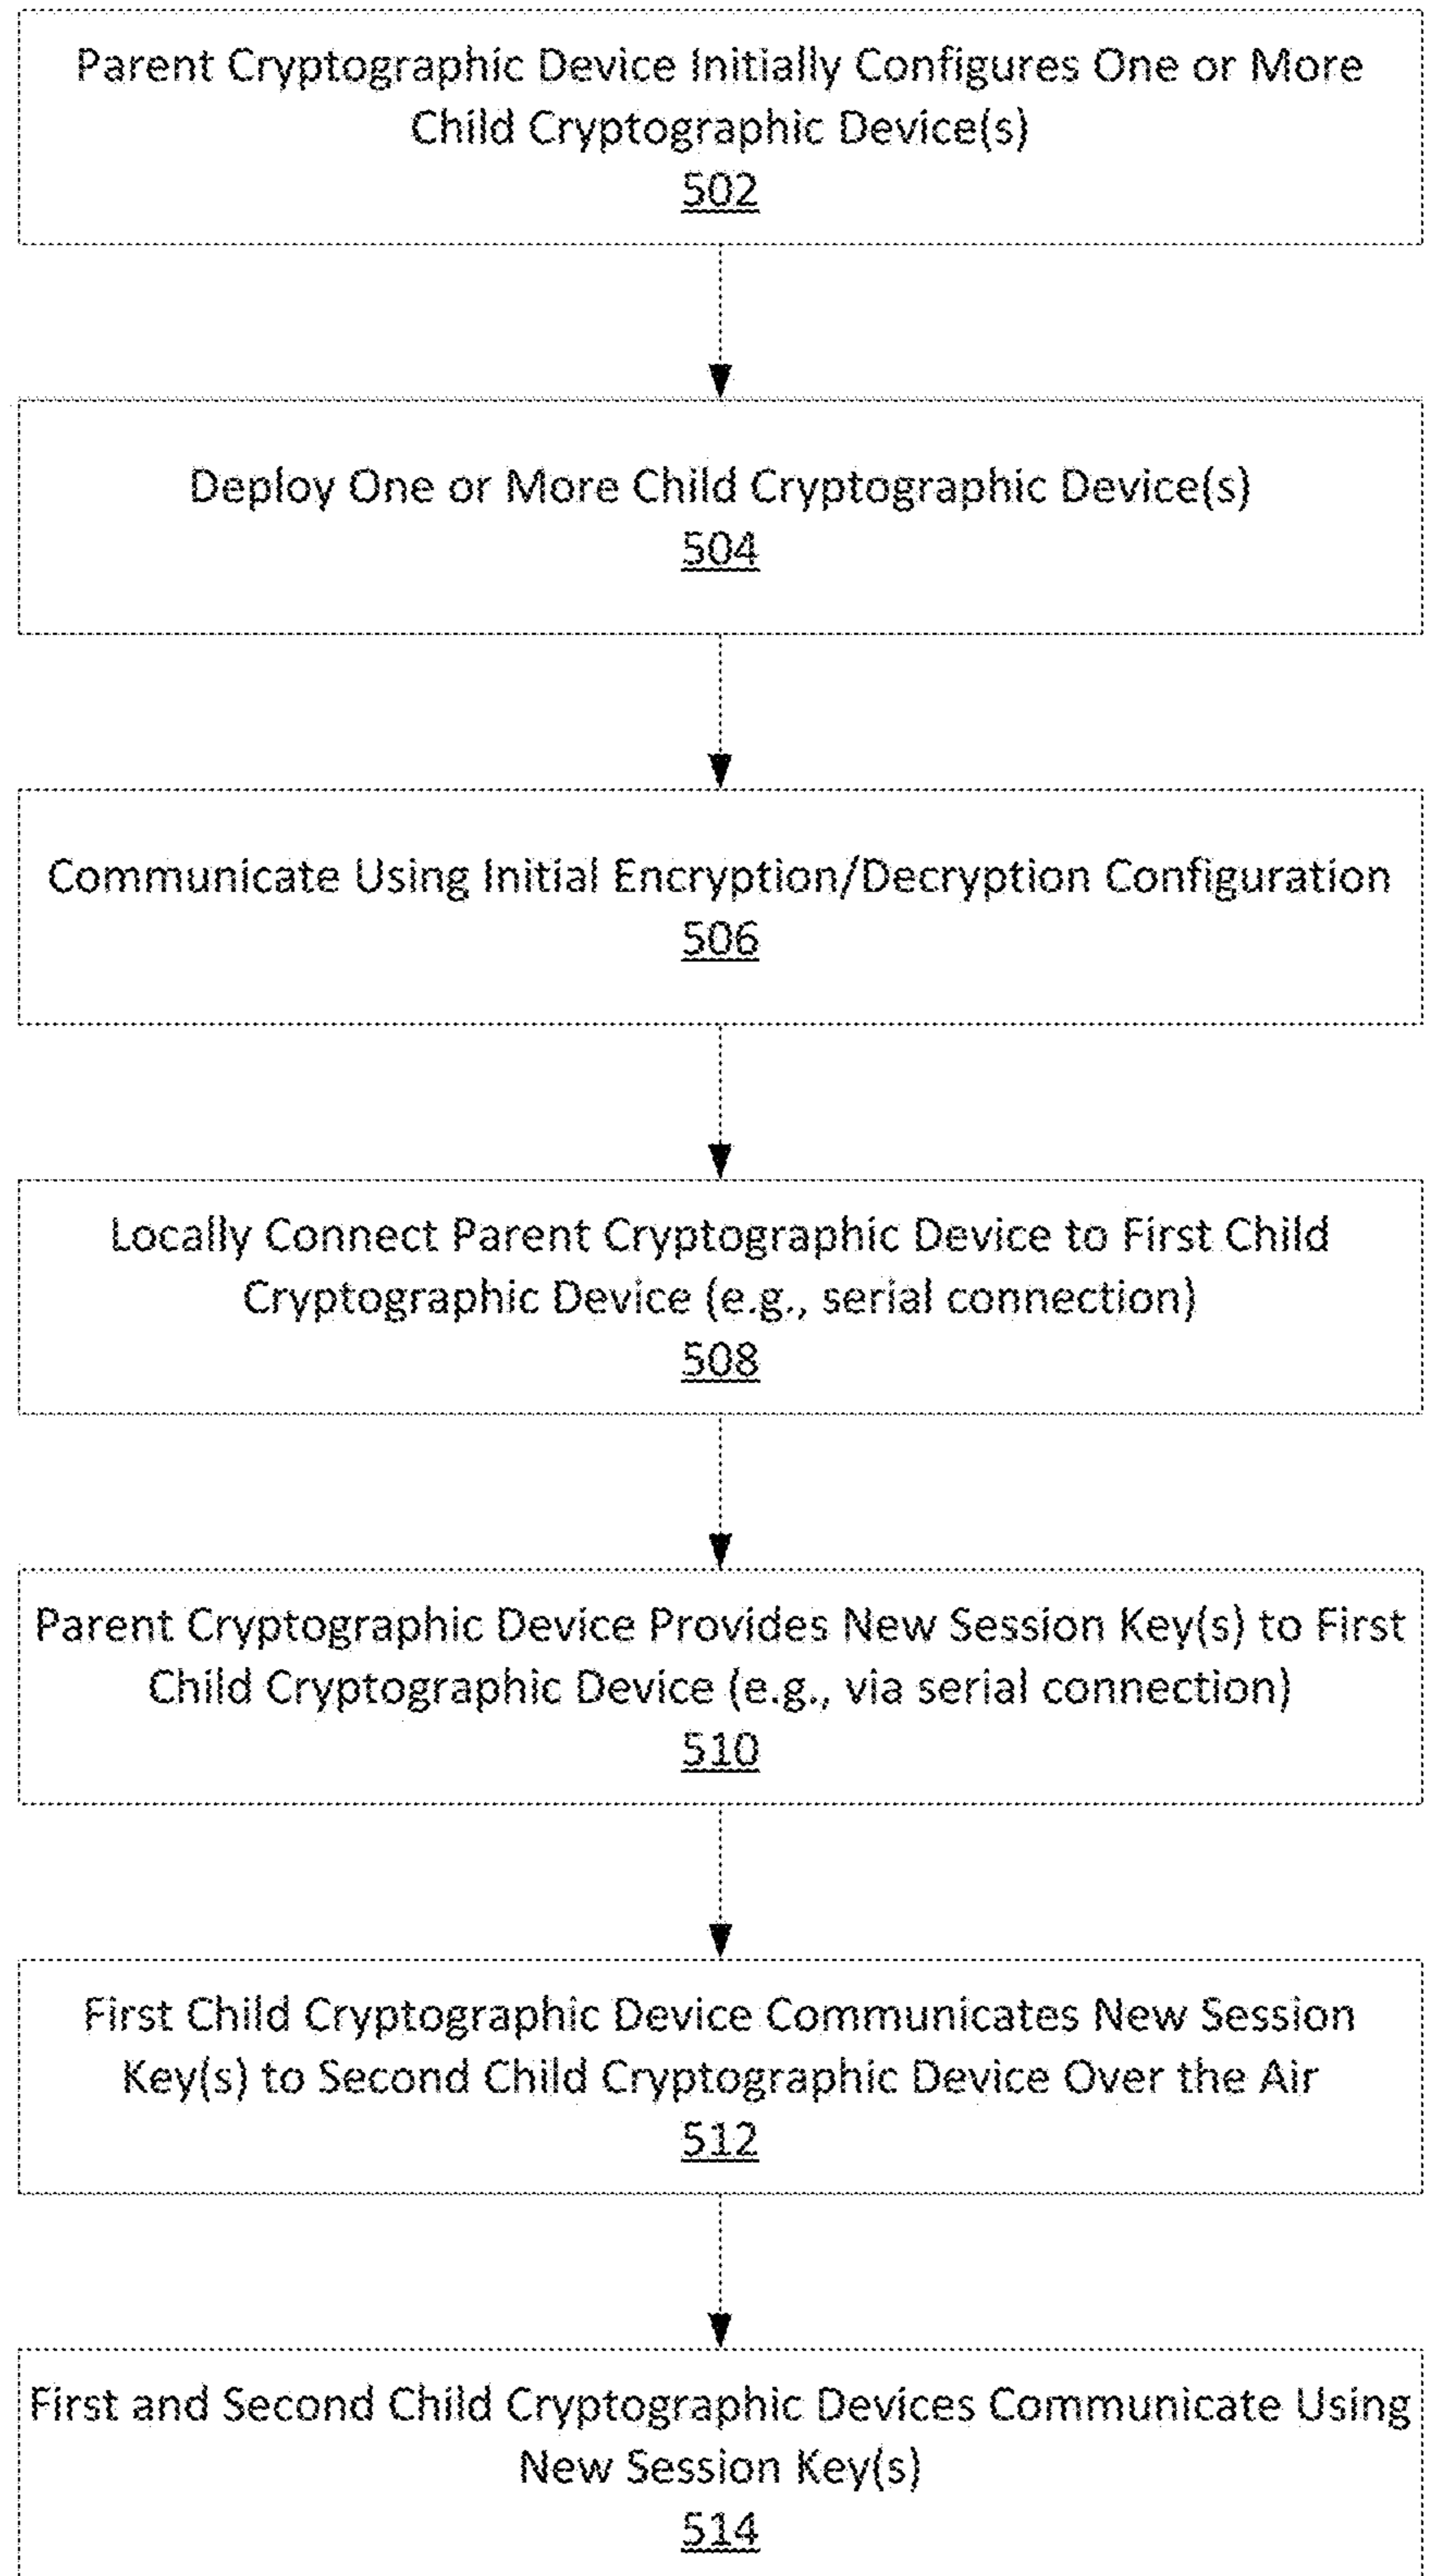 Parent Cryptographic Device Initially Configures One or More
Child Cryptographic Device(s)
502
Deploy One or More Child Cryptographic Device(s)
504
Communicate Using Initial Encryption/Decryption Configuration
506
Locally Connect Parent Cryptographic Device to First Child
Cryptographic Device (e.g., serial connection)
508
Parent Cryptographic Device Provides New Session Key(s) to First
Child Cryptographic Device (e.g., via serial connection)
510
First Child Cryptographic Device Communicates New Session
Key(s) to Second Child Cryptographic Device Over the Air
512
First and Second Child Cryptographic Devices Communicate Using
New Session Key(s)
514